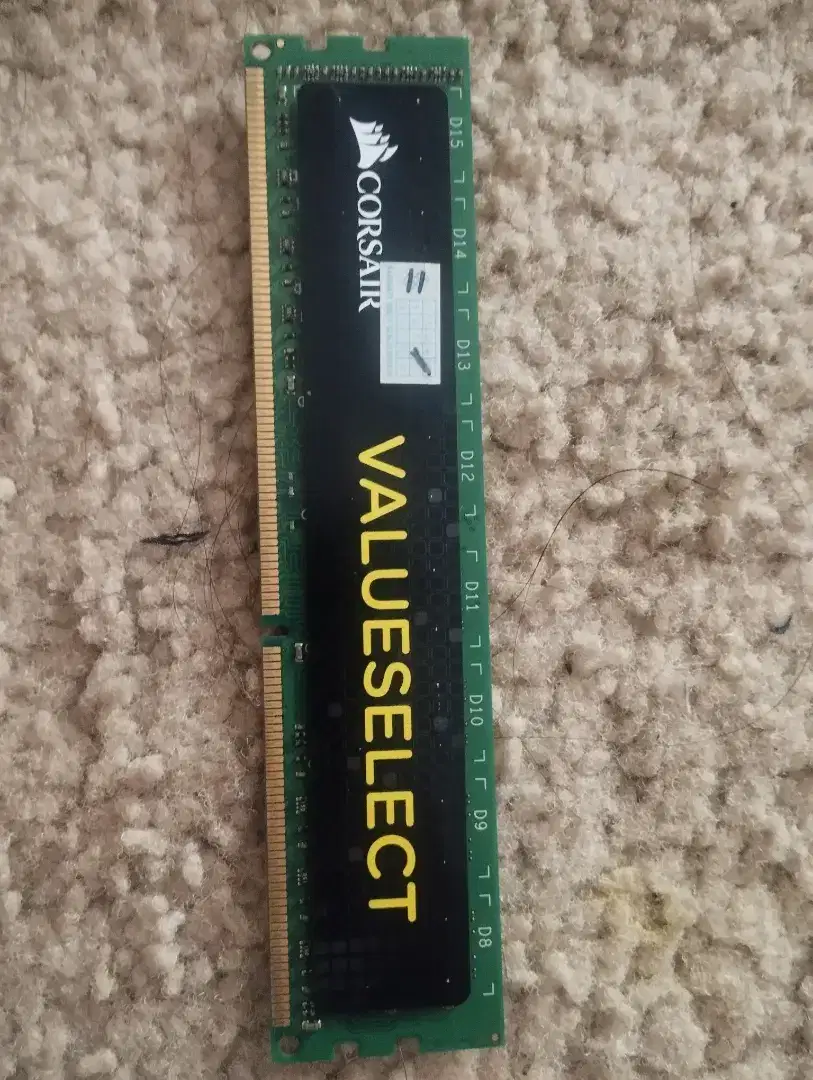 CORSAIR
VALUESELECT
D15
D14
D13
D12
D11
D10
D9
D8